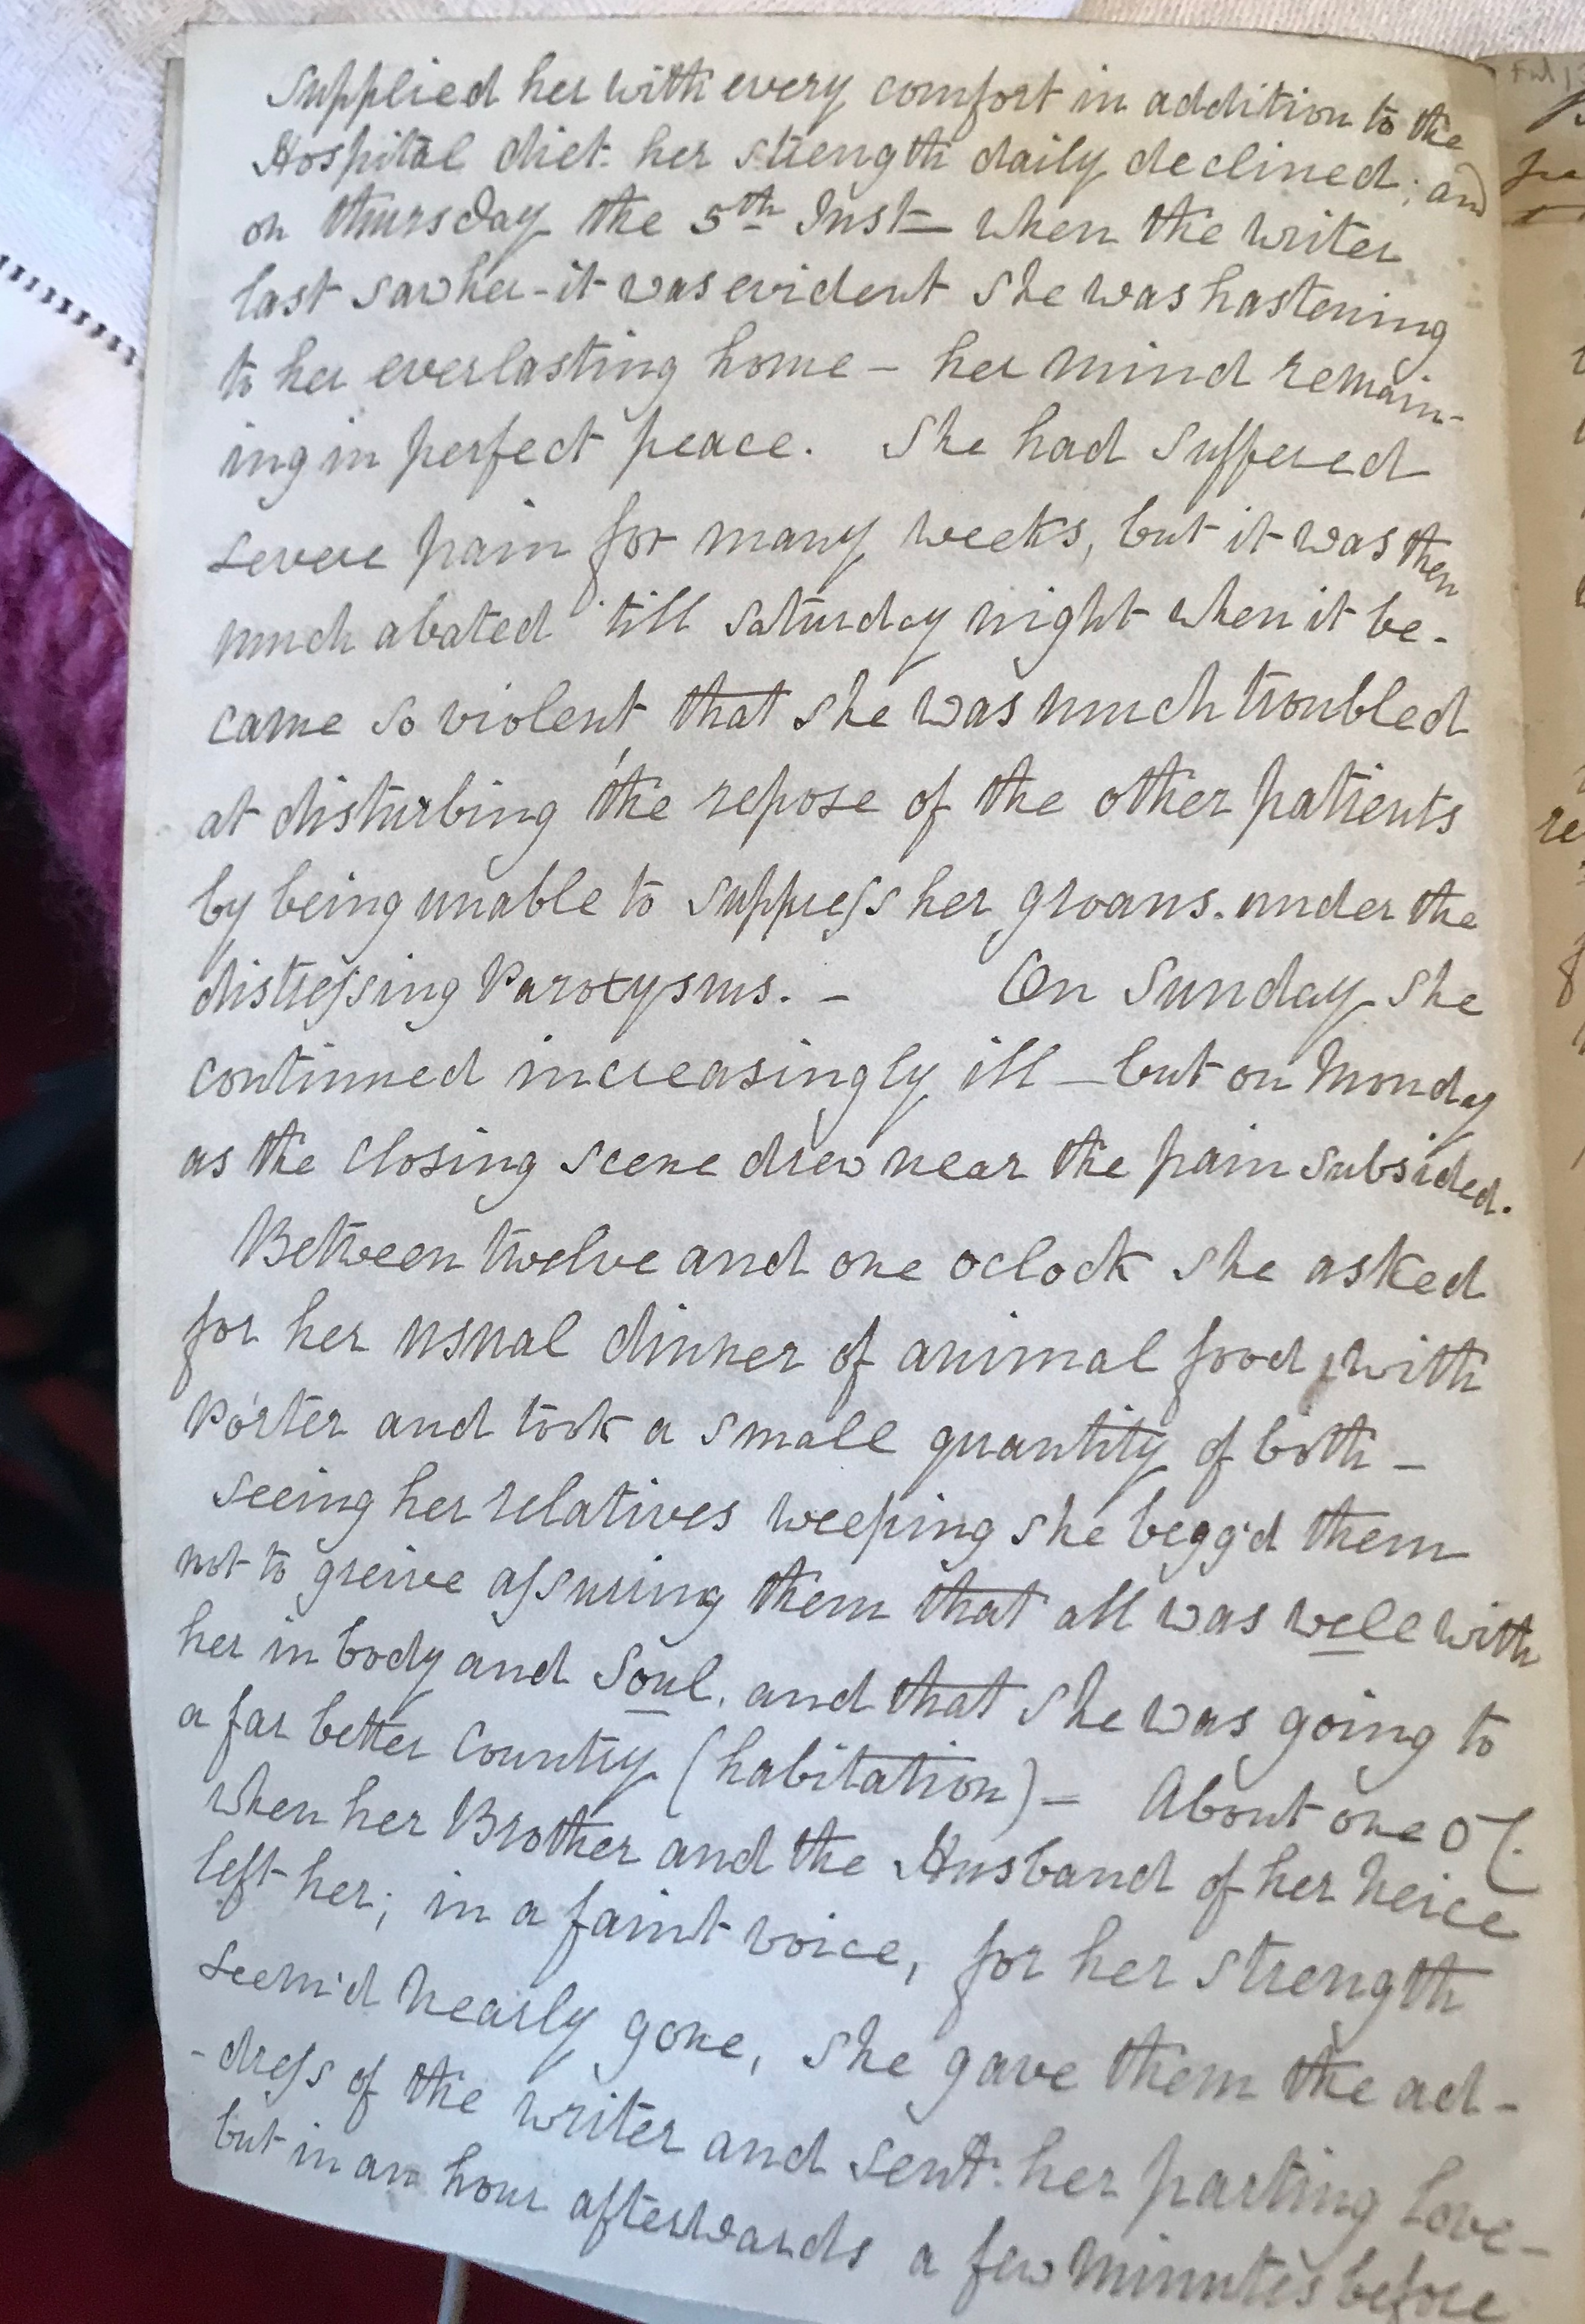 supplied her with every comfort in addition to the
Hospital diet. her strength daily declined; and
on thursday the 5th Inst - when the writer
last saw her - it was evident she was hastening
to her everlasting home - her mind remain-
ing in perfect peace. She had suffered
severe pain for many weeks, but it was then
much abated 'till saturday night when it be-
came so violent, that she was much troubled
at disturbing the repose of the other patients
by being unable to suppreſs her groans. under the
distreſsing Paroxysms. - On Sunday she
continued increasingly ill - but on Monday
as the closing scene drew near the pain subsided.
Between twelve and one oclock she asked
for her usual dinner of animal food, with
Porter and took a small quantity of both -
seeing her relatives weeping she begg'd them
not to greive aſsuring them that all was well with
her in body and soul, and that she was going to
a far better Country (habitation) - About one OC.
when her Brother and the Husband of her neice
left her; in a faint voice, for her strength
seem'd nearly gone, she gave them the ad-
-dreſs of the writer and sent her parting love -
but in an hour afterwards a few minutes before
re